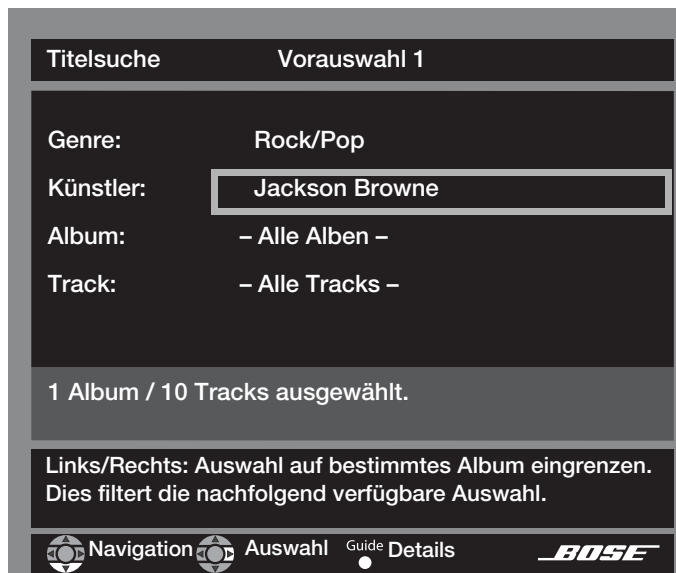 Titelsuche Vorauswahl 1
Genre: Rock/Pop
Künstler: Jackson Browne
Album: – Alle Alben –
Track: – Alle Tracks –
1 Album / 10 Tracks ausgewählt.
Links/Rechts: Auswahl auf bestimmtes Album eingrenzen.
Dies filtert die nachfolgend verfügbare Auswahl.
Navigation Auswahl Guide Details BOSE